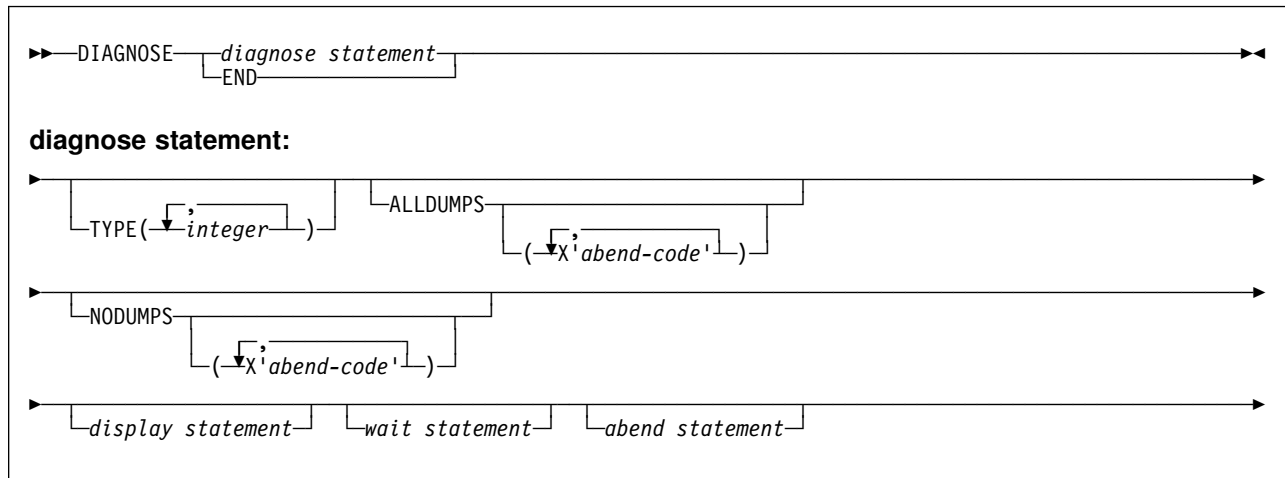 DIAGNOSE diagnose statement
END
diagnose statement:
TYPE( , integer ) ALLDUMPS ( , X'abend-code' )
NODUMPS ( , X'abend-code' )
display statement wait statement abend statement